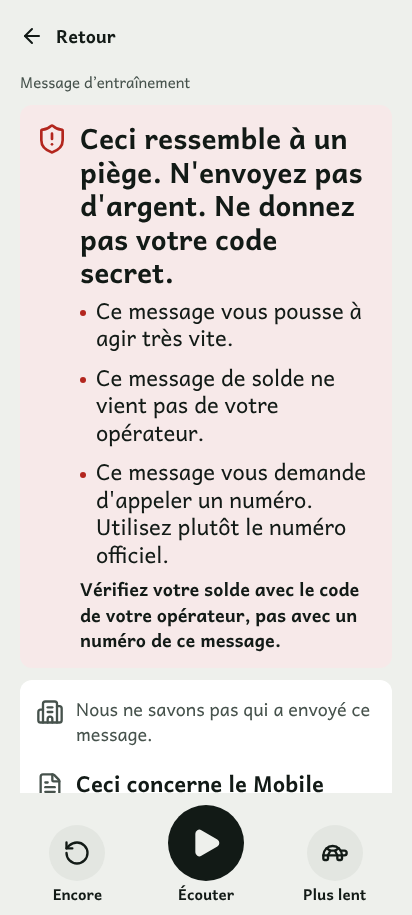 Retour
Message d’entraînement
Ceci ressemble à un
piège. N'envoyez pas
d'argent. Ne donnez
pas votre code
secret.
• Ce message vous pousse à
agir très vite.
• Ce message de solde ne
vient pas de votre
opérateur.
• Ce message vous demande
d'appeler un numéro.
Utilisez plutôt le numéro
officiel.
Vérifiez votre solde avec le code
de votre opérateur, pas avec un
numéro de ce message.
Nous ne savons pas qui a envoyé ce
message.
Ceci concerne le Mobile
Encore
Écouter
Plus lent